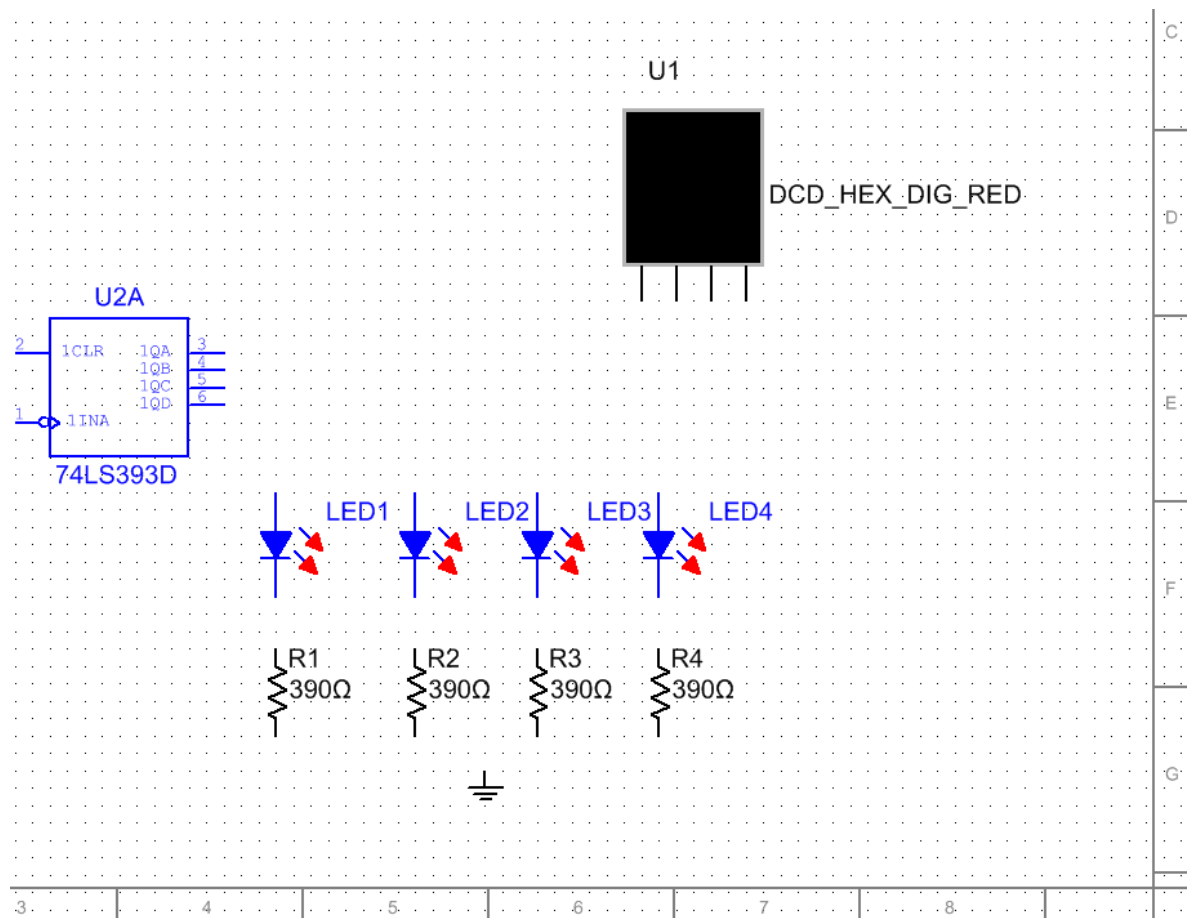 C
U1
DCD_HEX_DIG_RED
D
U2A
2 1CLR 1QA 3
1QB 4
1QC 5
1QD 6
E
1 1INA
74LS393D
LED1 LED2 LED3 LED4
F
R1 R2 R3 R4
390Ω 390Ω 390Ω 390Ω
G
3 4 5 6 7 8